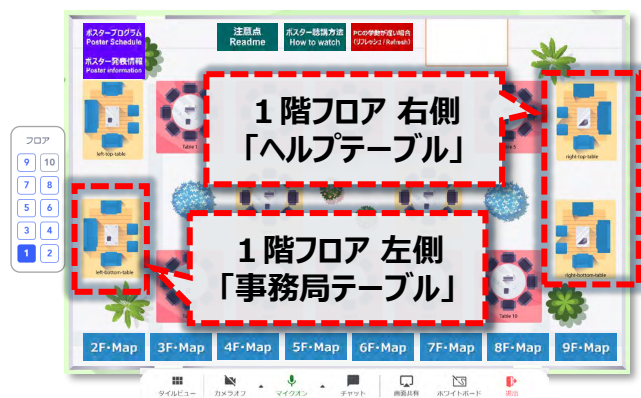 ポスタープログラム
Poster Schedule
ポスター発表情報
Poster information
注意点
Readme
ポスター聴講方法
How to watch
PCの挙動が遅い場合
(リフレッシュ/Refresh)
１階フロア 右側
「ヘルプテーブル」
left-top-table
Table 1
right-top-table
フロア
9
10
7
8
5
6
3
4
1
2
１階フロア 左側
「事務局テーブル」
left-bottom-table
Table 10
right-bottom-table
2F・Map
3F・Map
4F・Map
5F・Map
6F・Map
7F・Map
8F・Map
9F・Map
タイルビュー
カメラオフ
マイクオン
チャット
画面共有
ホワイトボード
退出